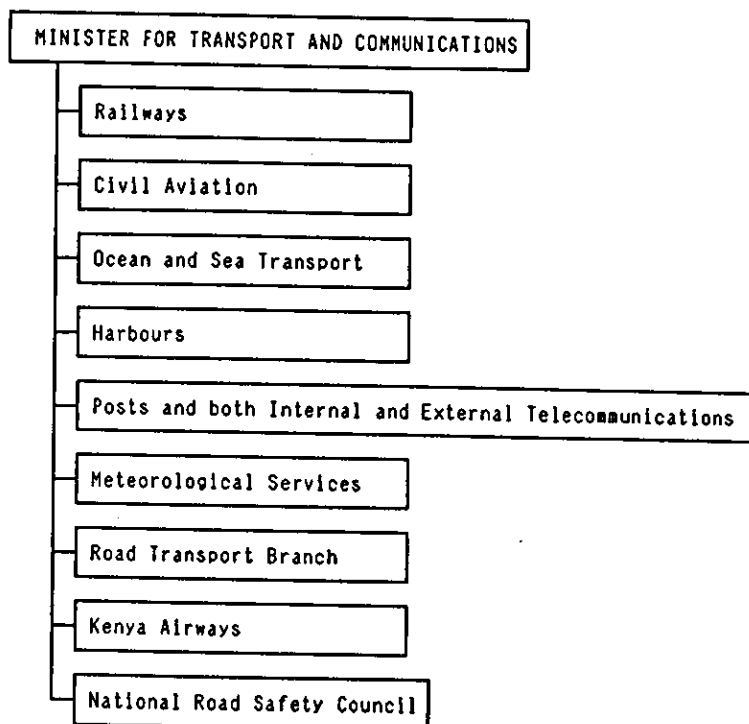 MINISTER FOR TRANSPORT AND COMMUNICATIONS
Railways
Civil Aviation
Ocean and Sea Transport
Harbours
Posts and both Internal and External Telecommunications
Meteorological Services
Road Transport Branch
Kenya Airways
National Road Safety Council